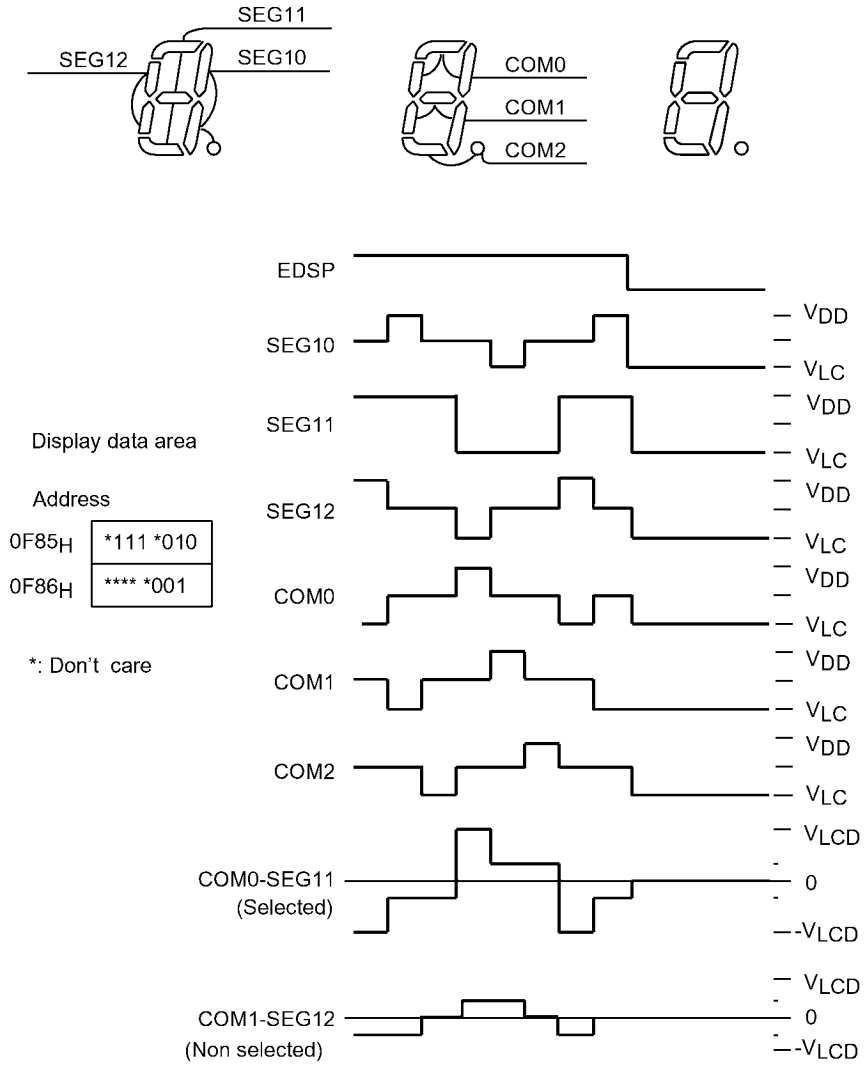 SEG11
SEG12
SEG10
COM0
COM1
COM2
EDSP
VDD
SEG10
VLC
VDD
SEG11
VLC
Display data area
VDD
Address
SEG12
0F85H *111 *010
VLC
VDD
0F86H **** *001
COM0
VLC
VDD
*: Don't care
COM1
VLC
VDD
COM2
VLC
VLCD
COM0-SEG11
0
(Selected)
-VLCD
VLCD
COM1-SEG12
0
(Non selected)
-VLCD